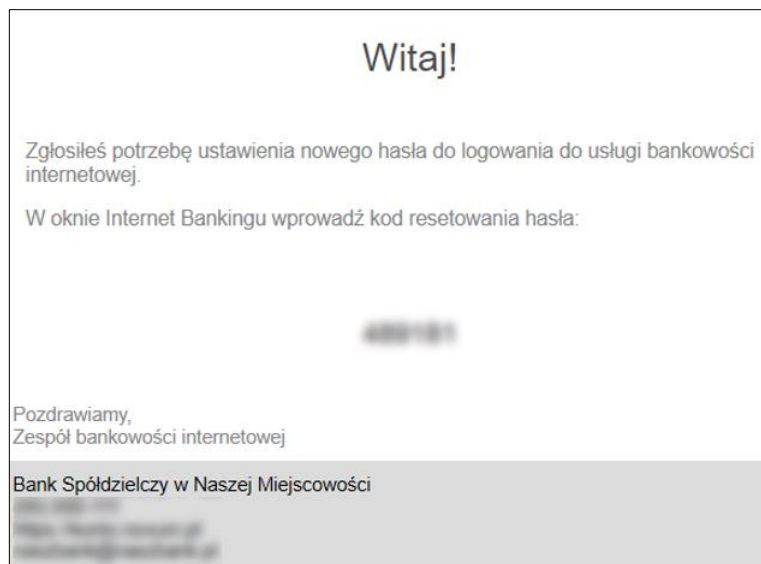 Witaj!
Zgłosiłeś potrzebę ustawienia nowego hasła do logowania do usługi bankowości
internetowej.
W oknie Internet Bankingu wprowadź kod resetowania hasła:
Pozdrawiamy,
Zespół bankowości internetowej
Bank Spółdzielczy w Naszej Miejscowości